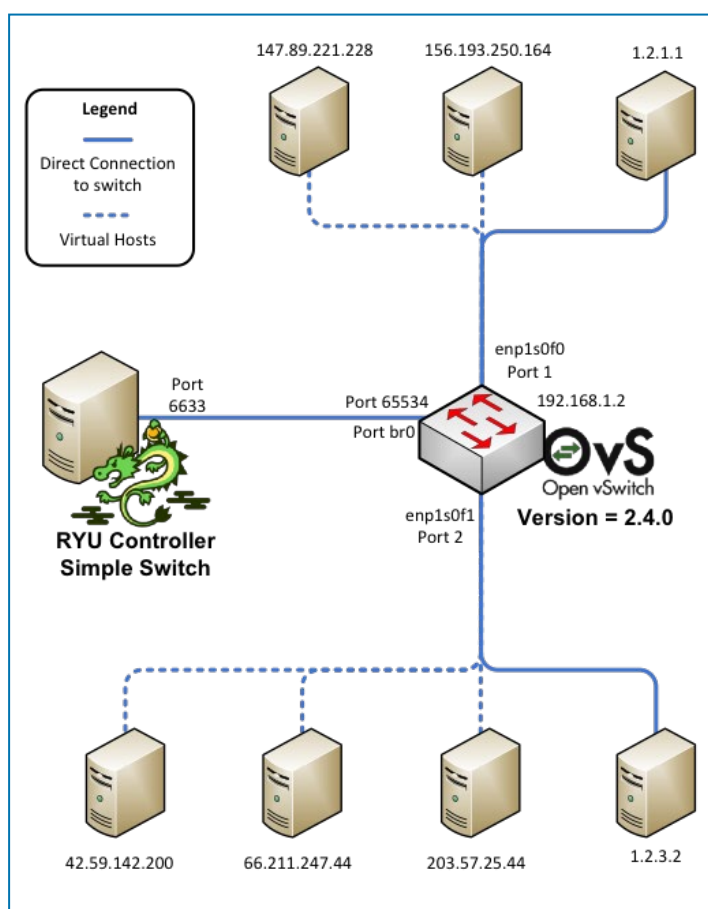 147.89.221.228
156.193.250.164
1.2.1.1
Legend
Direct Connection
to switch
Virtual Hosts
enp1s0f0
Port 1
Port
6633
Port 65534
Port br0
192.168.1.2
OvS
Open vSwitch
Version = 2.4.0
enp1s0f1
Port 2
RYU Controller
Simple Switch
42.59.142.200
66.211.247.44
203.57.25.44
1.2.3.2